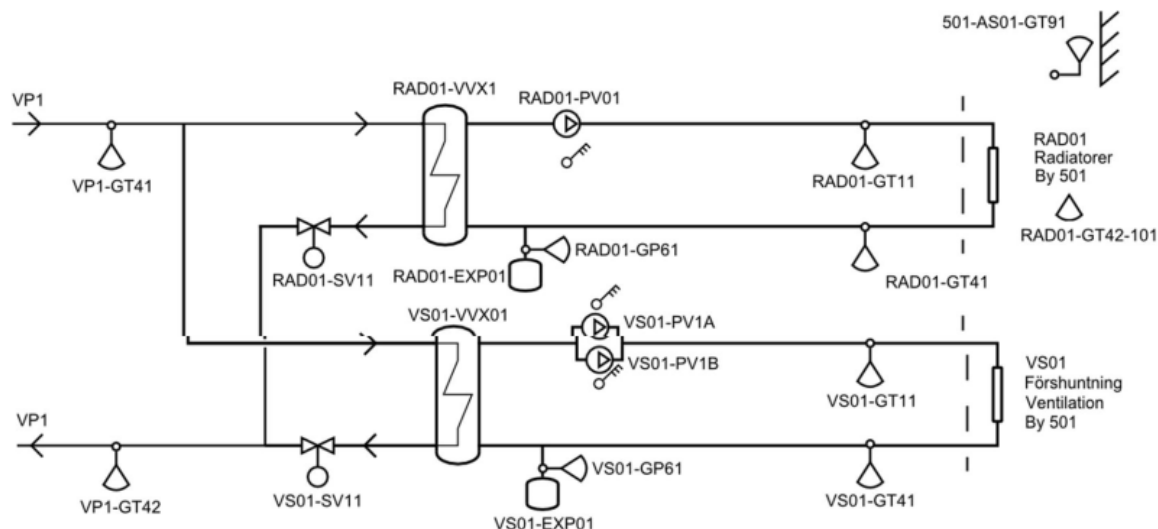 501-AS01-GT91
VP1
RAD01-VVX1
RAD01-PV01
VP1-GT41
RAD01-GT11
RAD01
Radiatorer
By 501
RAD01-GT42-101
RAD01-SV11
RAD01-EXP01
RAD01-GP61
RAD01-GT41
VS01-VVX01
VS01-PV1A
VS01-PV1B
VS01-GT11
VS01
Förshuntning
Ventilation
By 501
VP1
VP1-GT42
VS01-SV11
VS01-GP61
VS01-EXP01
VS01-GT41